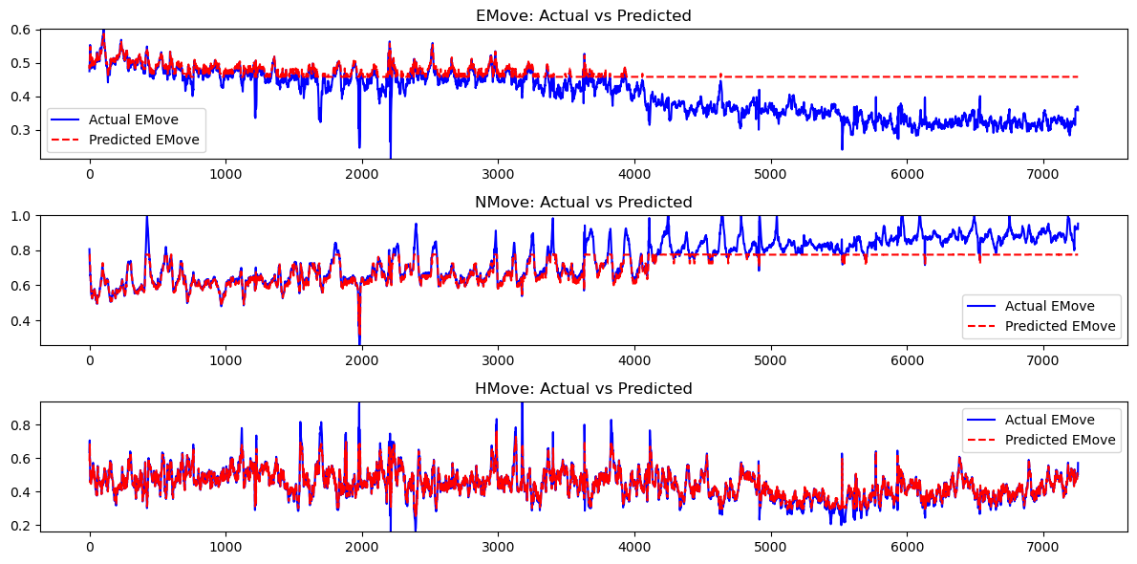 EMove: Actual vs Predicted
0.6
0.5
0.4
0.3
Actual EMove
Predicted EMove
0 1000 2000 3000 4000 5000 6000 7000
NMove: Actual vs Predicted
1.0
0.8
0.6
0.4
Actual EMove
Predicted EMove
0 1000 2000 3000 4000 5000 6000 7000
HMove: Actual vs Predicted
0.8
0.6
0.4
0.2
Actual EMove
Predicted EMove
0 1000 2000 3000 4000 5000 6000 7000